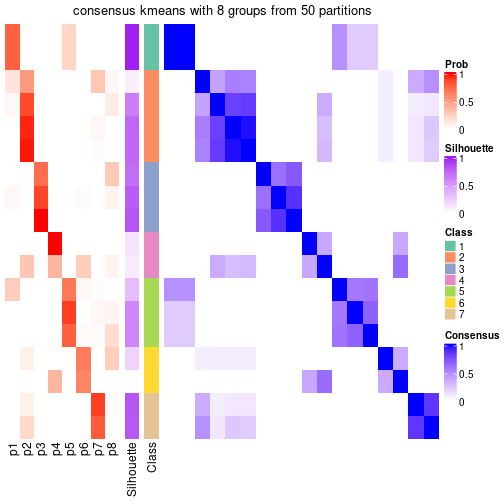 consensus kmeans with 8 groups from 50 partitions
Prob
1
0.5
0
Silhouette
1
0.5
0
Class
1
2
3
4
5
6
7
Consensus
1
0.5
0
p1
p2
p3
p4
p5
p6
p7
p8
Silhouette
Class